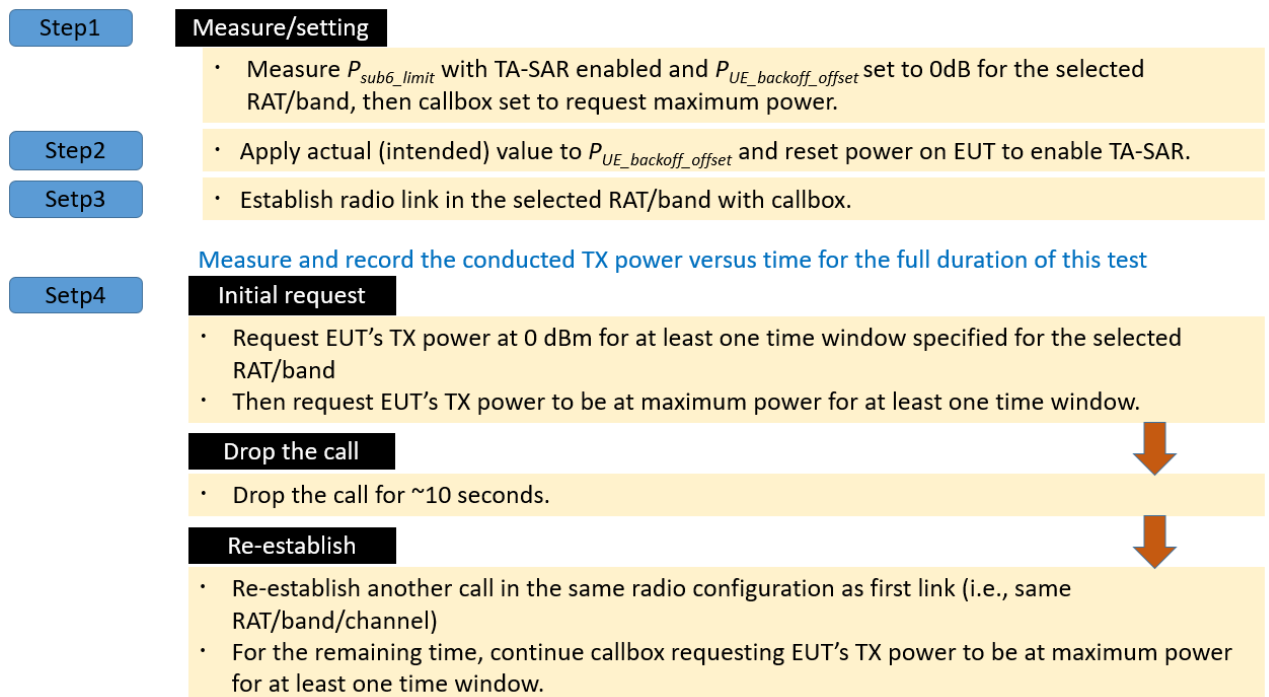 Step1
Measure/setting
· Measure P_sub6_limit with TA-SAR enabled and P_UE_backoff_offset set to 0dB for the selected
RAT/band, then callbox set to request maximum power.
Step2
· Apply actual (intended) value to P_UE_backoff_offset and reset power on EUT to enable TA-SAR.
Setp3
· Establish radio link in the selected RAT/band with callbox.
Measure and record the conducted TX power versus time for the full duration of this test
Setp4
Initial request
· Request EUT’s TX power at 0 dBm for at least one time window specified for the selected
RAT/band
· Then request EUT’s TX power to be at maximum power for at least one time window.
Drop the call
· Drop the call for ~10 seconds.
Re-establish
· Re-establish another call in the same radio configuration as first link (i.e., same
RAT/band/channel)
· For the remaining time, continue callbox requesting EUT’s TX power to be at maximum power
for at least one time window.